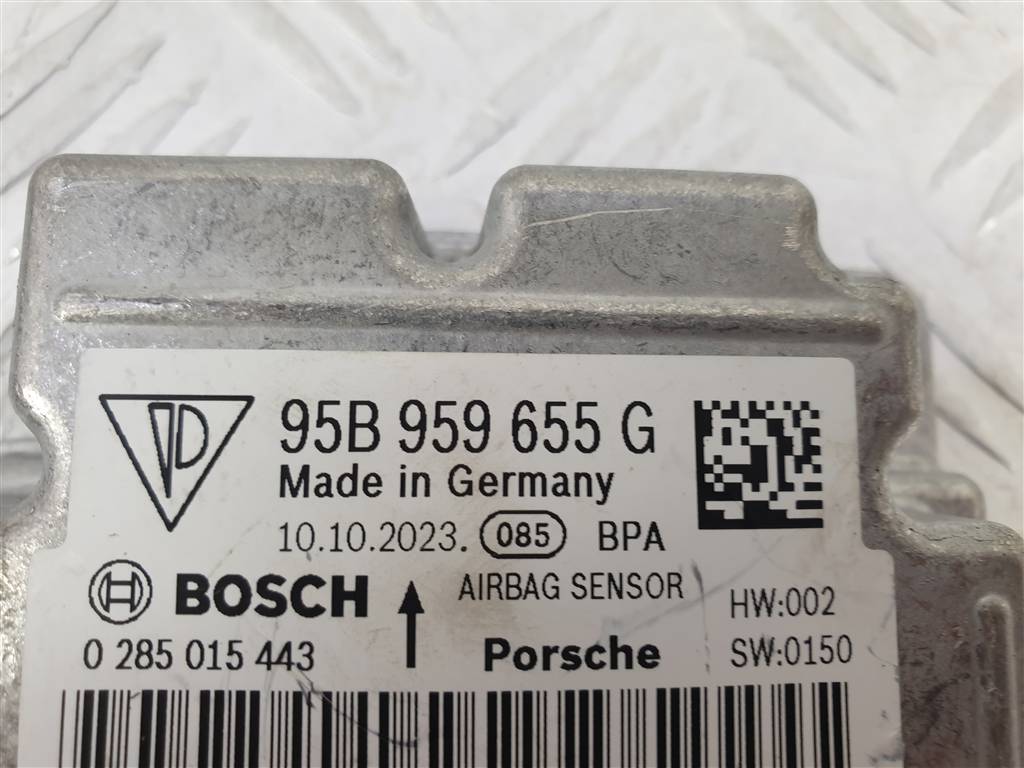 95B 959 655 G
Made in Germany
10.10.2023. 085 BPA
BOSCH AIRBAG SENSOR HW:002
0 285 015 443 Porsche SW:0150